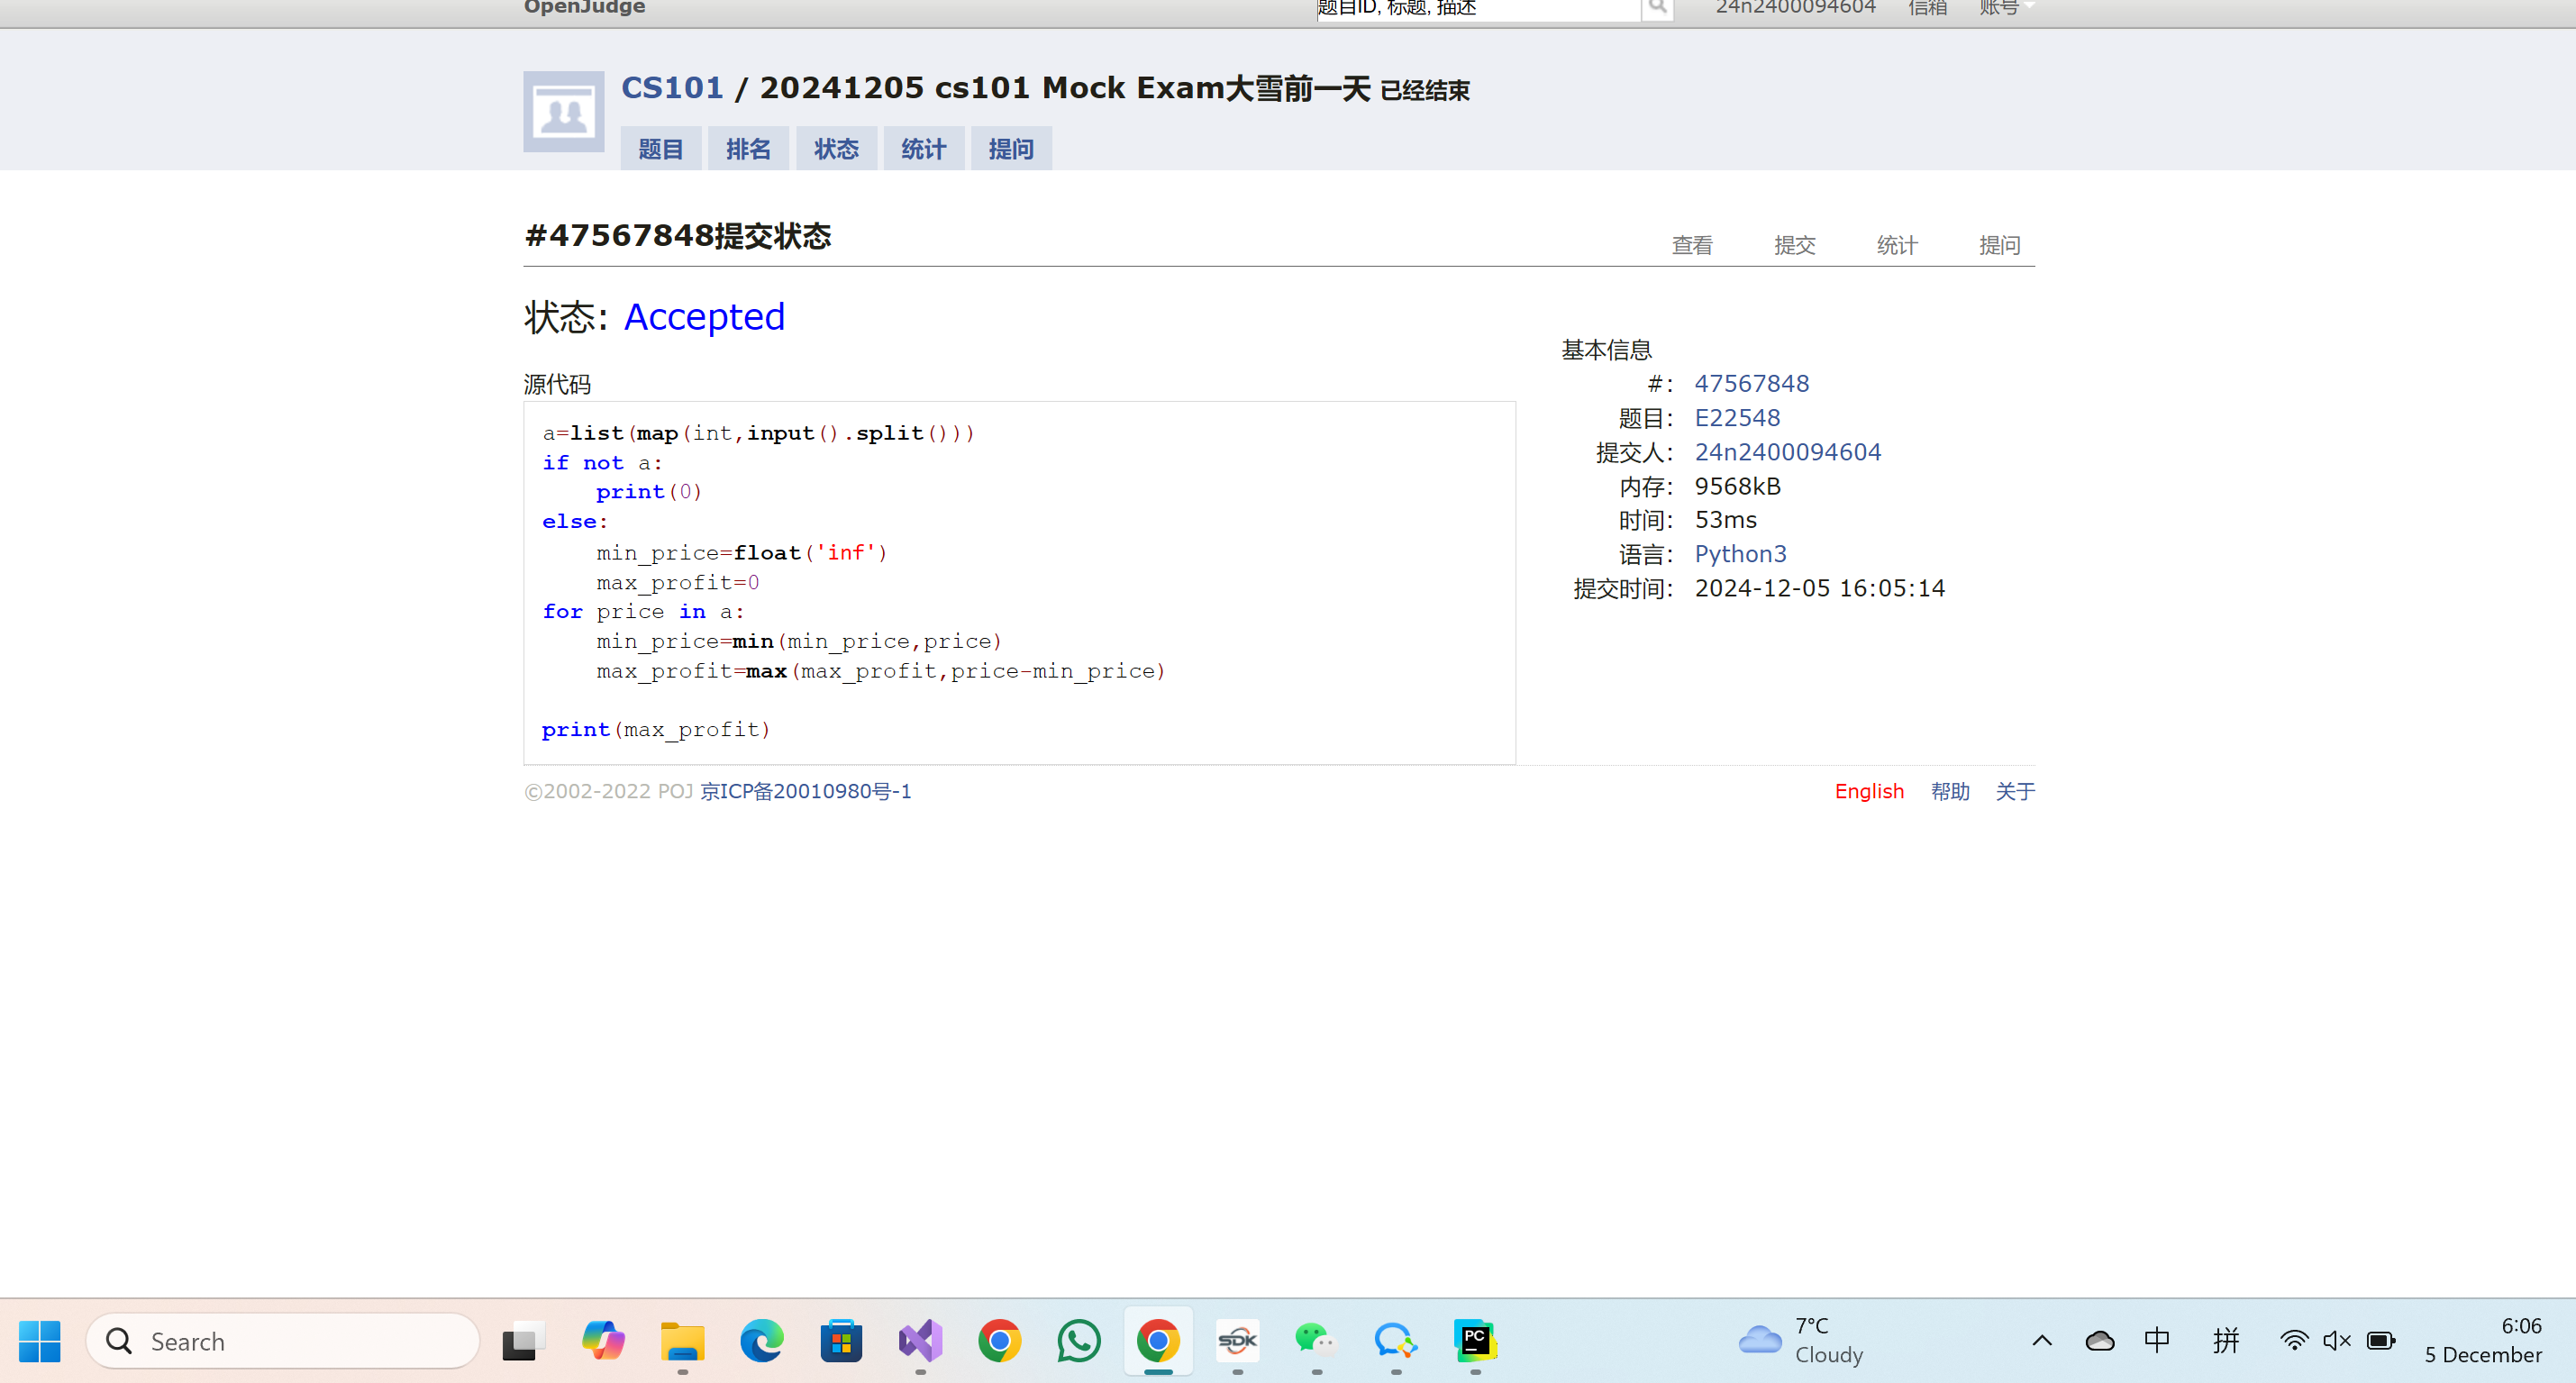 OpenJudge
题目ID, 标题, 描述
24n2400094604 信箱 账号
CS101 / 20241205 cs101 Mock Exam大雪前一天 已经结束
题目 排名 状态 统计 提问
#47567848提交状态
查看 提交 统计 提问
状态: Accepted
源代码
a=list(map(int,input().split()))
if not a:
    print(0)
else:
    min_price=float('inf')
    max_profit=0
for price in a:
    min_price=min(min_price,price)
    max_profit=max(max_profit,price-min_price)
print(max_profit)
基本信息
#: 47567848
题目: E22548
提交人: 24n2400094604
内存: 9568kB
时间: 53ms
语言: Python3
提交时间: 2024-12-05 16:05:14
©2002-2022 POJ 京ICP备20010980号-1
English 帮助 关于
Search
SDK
PC
7°C
Cloudy
中
拼
6:06
5 December